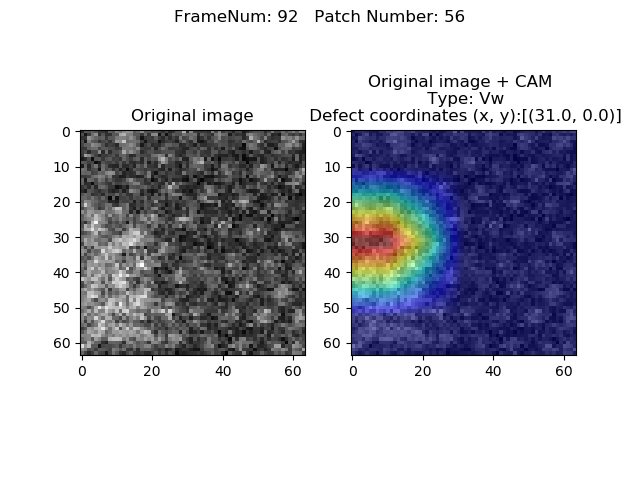 FrameNum: 92   Patch Number: 56
Original image
Original image + CAM
Type: Vw
Defect coordinates (x, y):[(31.0, 0.0)]
0
10
20
30
40
50
60
0 20 40 60
0
10
20
30
40
50
60
0 20 40 60